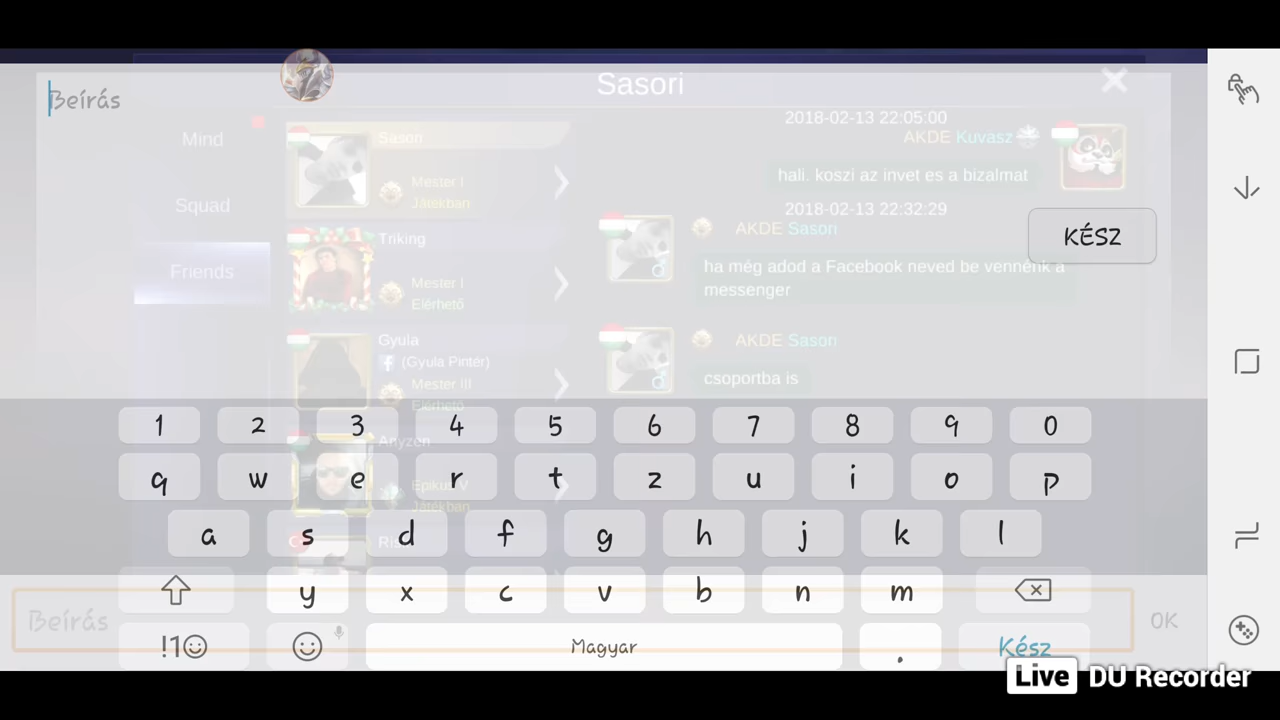 Sasori
Beírás
2018-02-13 22:05:00
AKDE Kuvasz
hali. koszi az invet es a bizalmat
Mind
Squad
Friends
Sasori
Mester I
Játékban
Triking
Mester I
Elérhető
Gyula
(Gyula Pintér)
Mester III
Elérhető
Anyzen
Epikus V
Játékban
2018-02-13 22:32:29
AKDE Sasori
ha még adod a Facebook neved be vennénk a
messenger
AKDE Sasori
csoportba is
KÉSZ
1 2 3 4 5 6 7 8 9 0
q w e r t z u i o p
a s d f g h j k l
y x c v b n m
Beírás
OK
!1
Magyar
.
Kész
Live DU Recorder